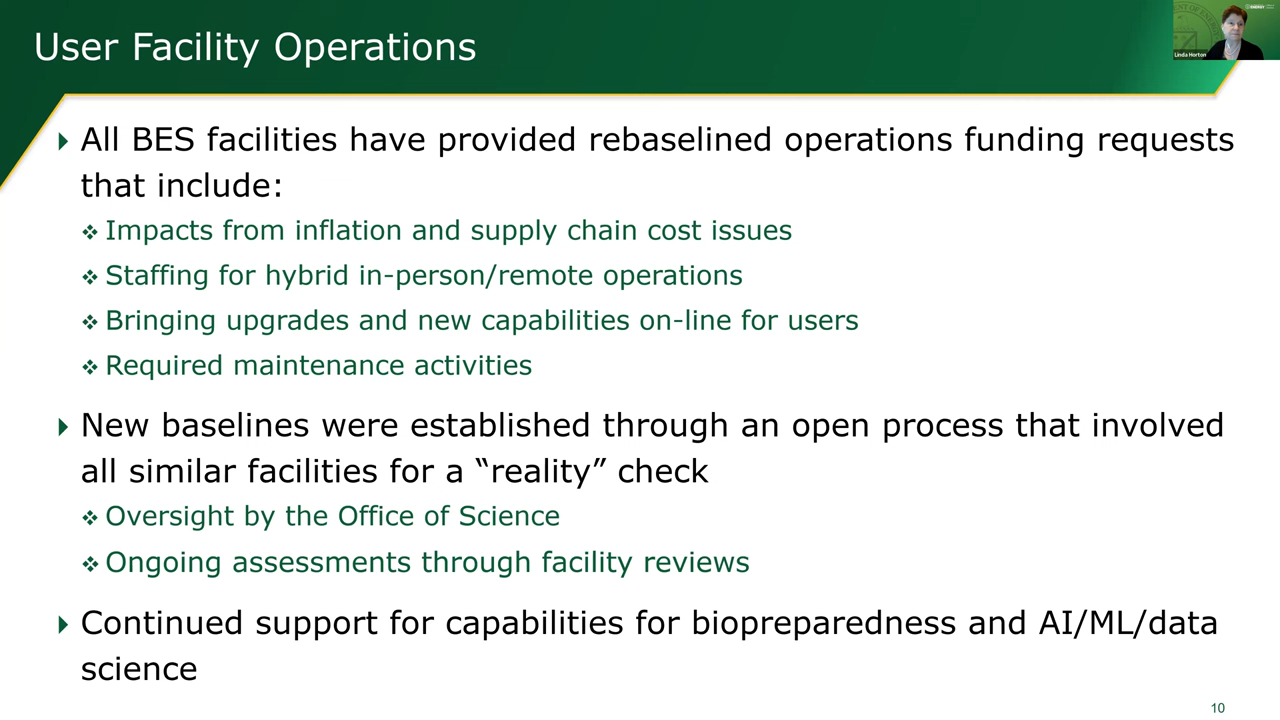 User Facility Operations
ENERGY
Linda Horton
All BES facilities have provided rebaselined operations funding requests
that include:
❖ Impacts from inflation and supply chain cost issues
❖ Staffing for hybrid in-person/remote operations
❖ Bringing upgrades and new capabilities on-line for users
❖ Required maintenance activities
New baselines were established through an open process that involved
all similar facilities for a “reality” check
❖ Oversight by the Office of Science
❖ Ongoing assessments through facility reviews
Continued support for capabilities for biopreparedness and AI/ML/data
science
10